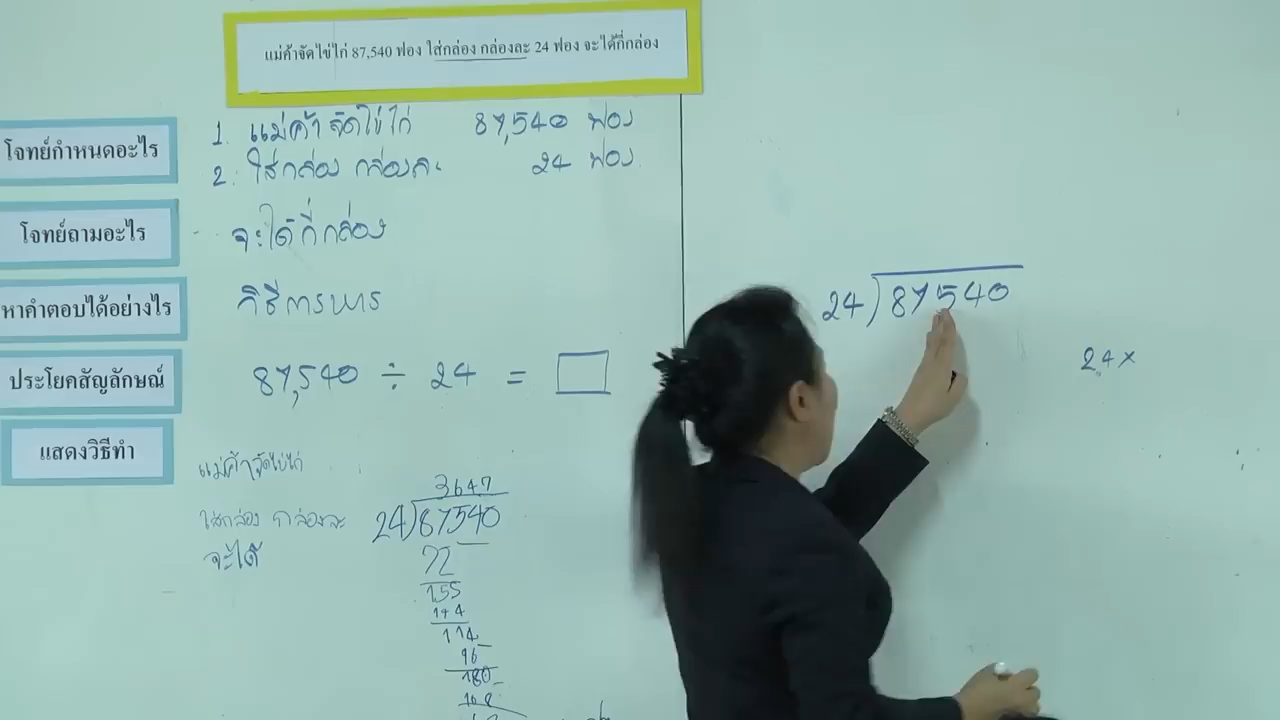 แม่ค้าจัดไข่ไก่ 87,540 ฟอง ใส่กล่อง กล่องละ 24 ฟอง จะได้กี่กล่อง
โจทย์กำหนดอะไร
1. แม่ค้าจัดไข่ไก่ 87,540 ฟอง
2. ใส่กล่อง กล่องละ 24 ฟอง
โจทย์ถามอะไร
จะได้กี่กล่อง
หาคำตอบได้อย่างไร
วิธีการหาร
ประโยคสัญลักษณ์
87,540 ÷ 24 =
แสดงวิธีทำ
แม่ค้าจัดไข่ไก่
ใส่กล่อง กล่องละ
จะได้
3647
24)87540
72
155
144
114
96
180
168
24)87540
24×